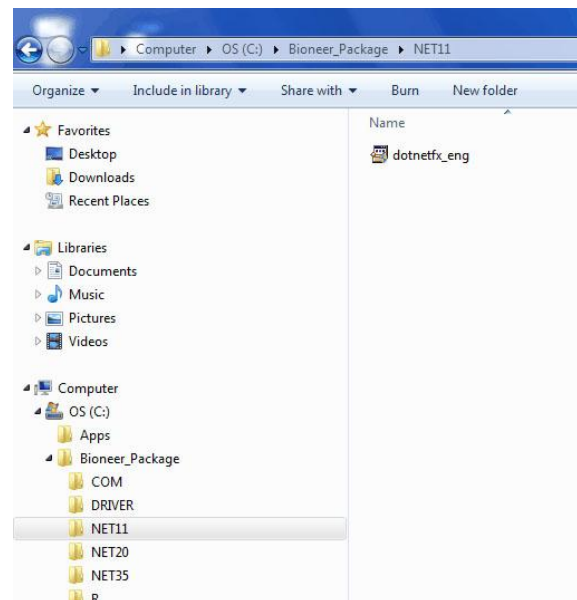 Computer OS (C:) Bioneer_Package NET11
Organize Include in library Share with Burn New folder
Favorites
Desktop
Downloads
Recent Places
Libraries
Documents
Music
Pictures
Videos
Computer
OS (C:)
Apps
Bioneer_Package
COM
DRIVER
NET11
NET20
NET35
R
Name
dotnetfx_eng